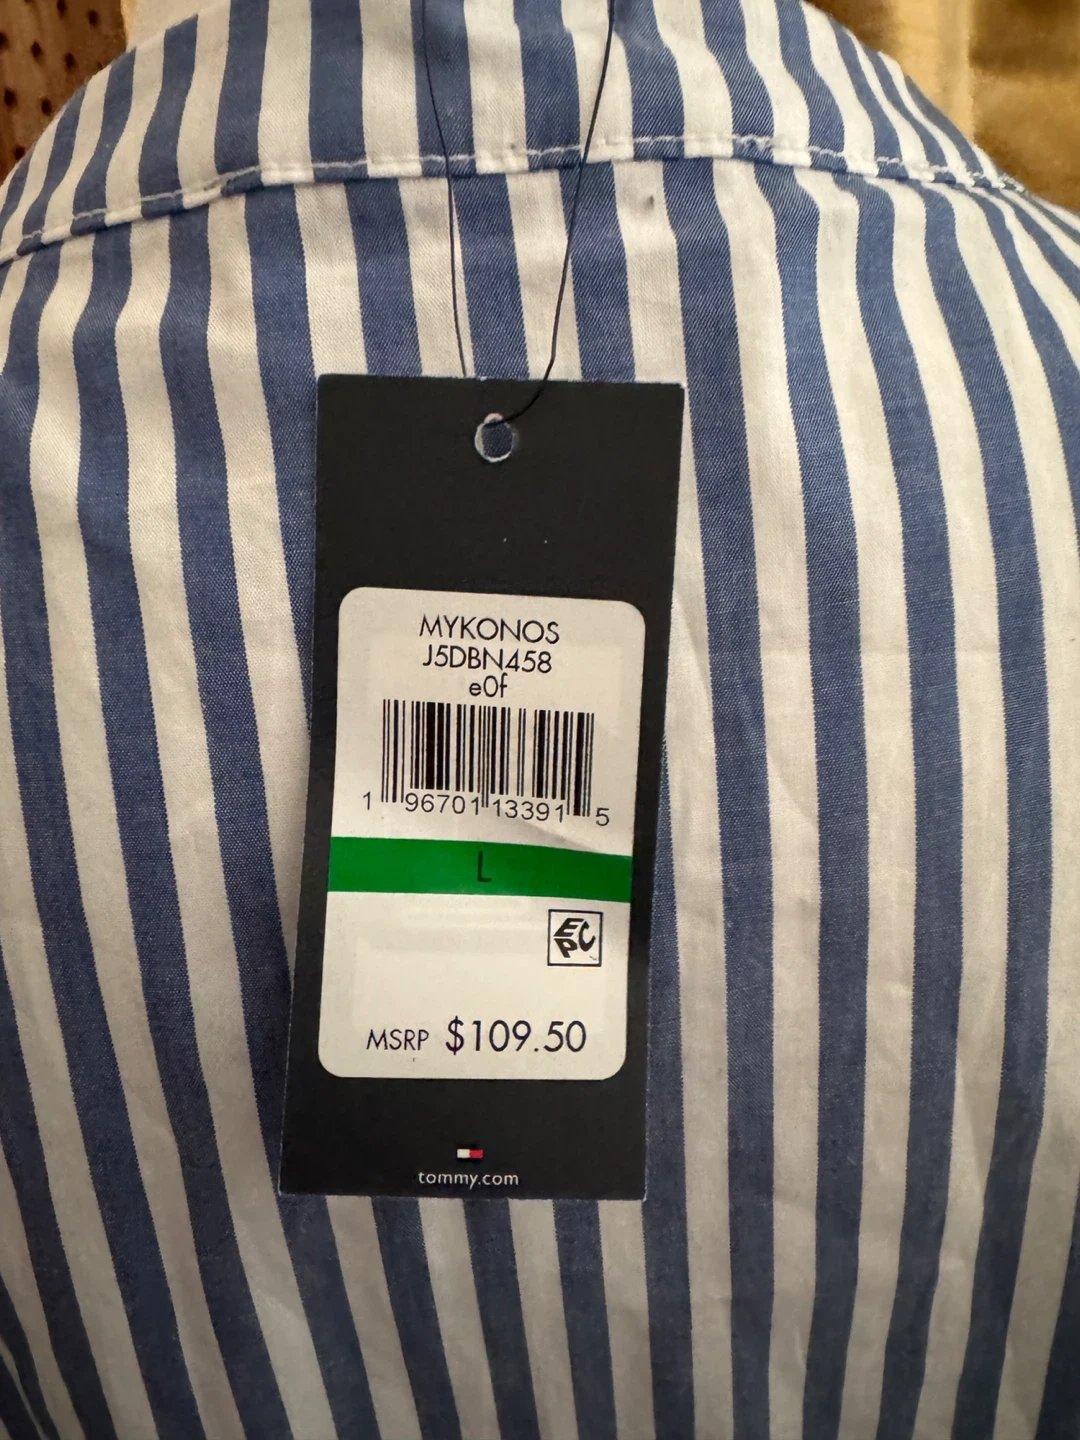 MYKONOS
J5DBN458
e0f
1 96701 13391 5
L
EPC
MSRP $109.50
tommy.com